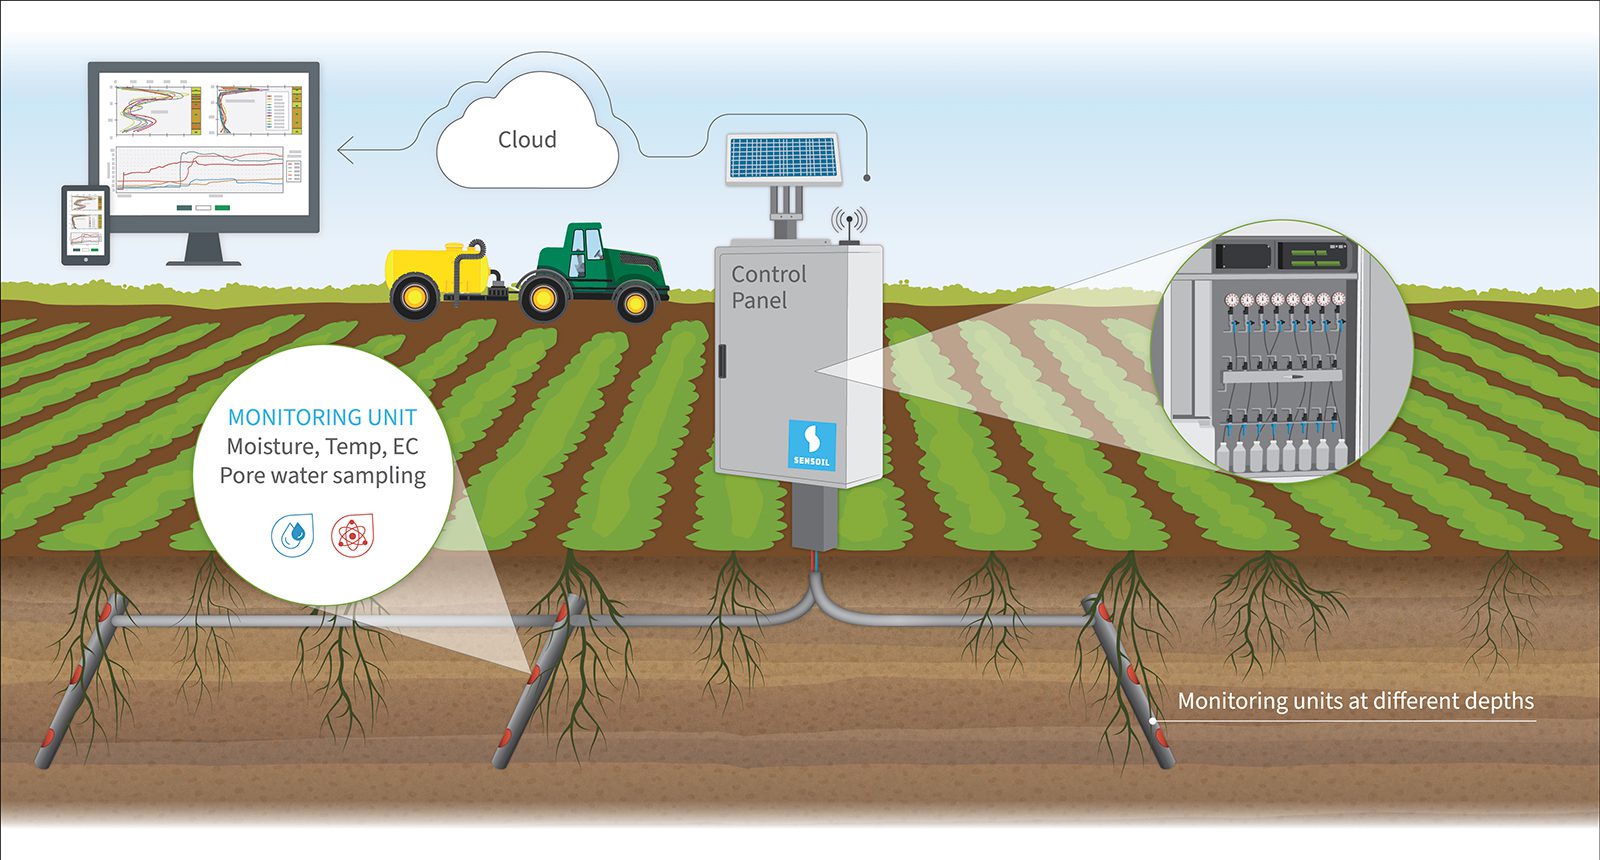 Cloud
Control
Panel
MONITORING UNIT
Moisture, Temp, EC
Pore water sampling
SENSOIL
Monitoring units at different depths